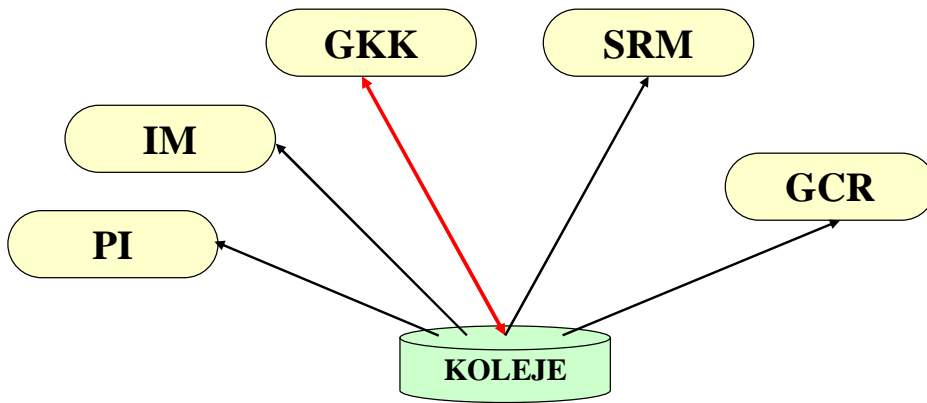 GKK
SRM
IM
GCR
PI
KOLEJE